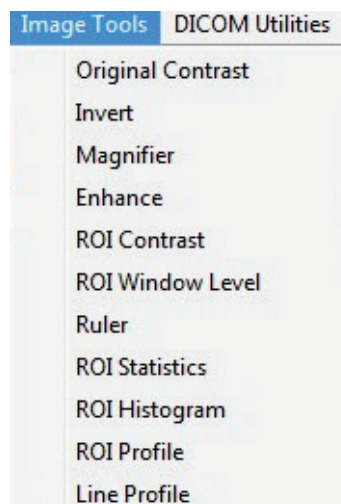 Image Tools DICOM Utilities
Original Contrast
Invert
Magnifier
Enhance
ROI Contrast
ROI Window Level
Ruler
ROI Statistics
ROI Histogram
ROI Profile
Line Profile